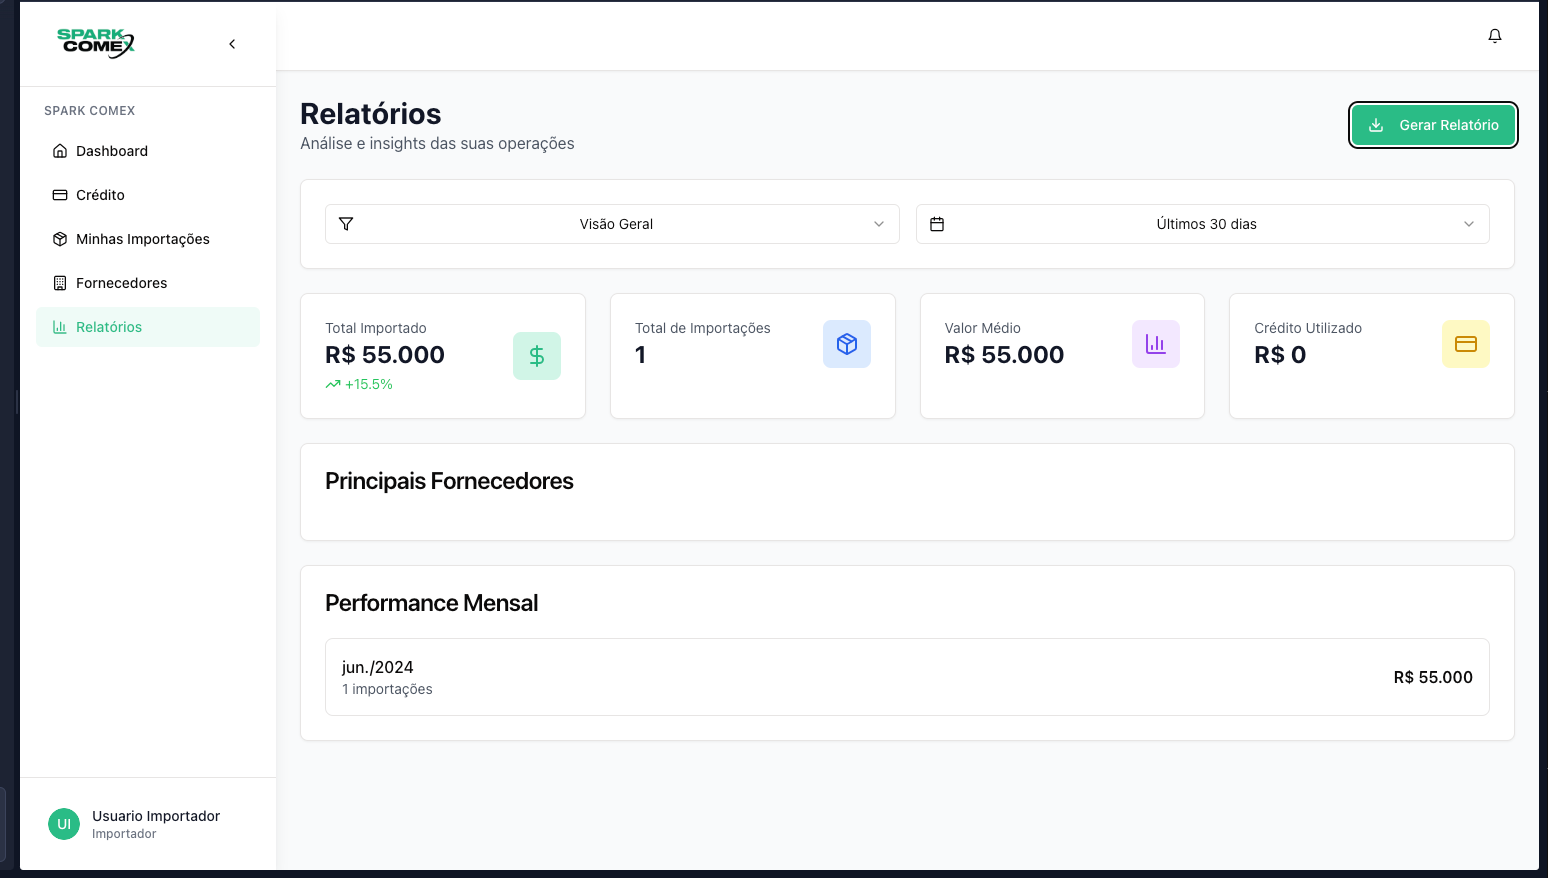 SPARK
COMEX
SPARK COMEX
Dashboard
Crédito
Minhas Importações
Fornecedores
Relatórios
UI
Usuario Importador
Importador
Relatórios
Análise e insights das suas operações
Gerar Relatório
Visão Geral
Últimos 30 dias
Total Importado
R$ 55.000
+15.5%
Total de Importações
1
Valor Médio
R$ 55.000
Crédito Utilizado
R$ 0
Principais Fornecedores
Performance Mensal
jun./2024
1 importações
R$ 55.000